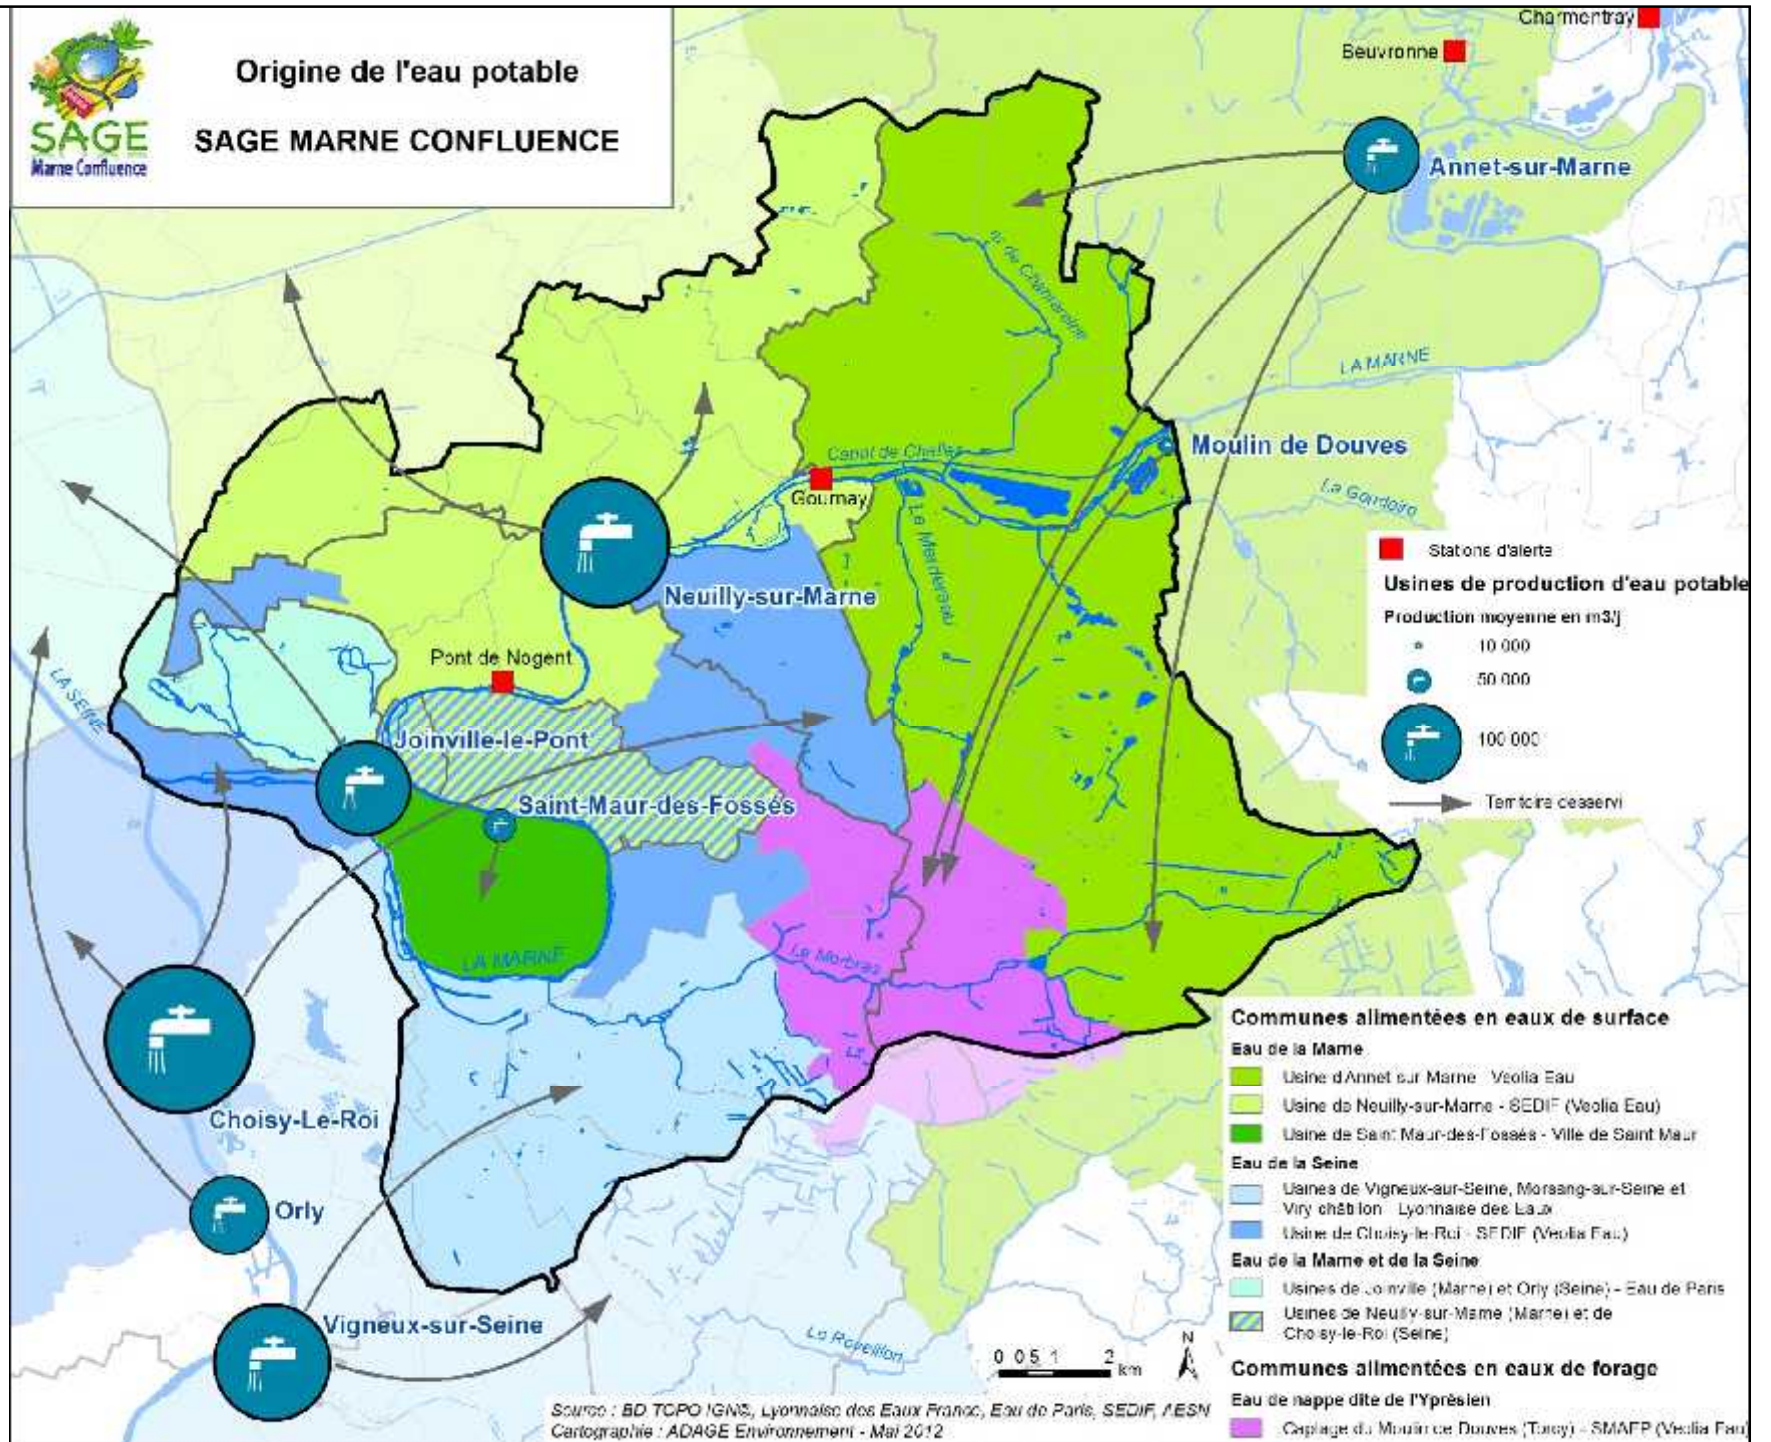 Origine de l'eau potable
SAGE MARNE CONFLUENCE
SAGE
Marne Confluence
Charmentray
Beuvronne
Annet-sur-Marne
LA MARNE
Canal de Chelles
Gournay
Moulin de Douves
Le Merdereau
Neuilly-sur-Marne
Pont de Nogent
LA SEINE
Joinville-le-Pont
Saint-Maur-des-Fossés
LA MARNE
Le Morbras
Choisy-Le-Roi
Orly
Vigneux-sur-Seine
Stations d'alerte
Usines de production d'eau potable
Production moyenne en m3/j
10 000
50 000
100 000
Territoire desservi
Communes alimentées en eaux de surface
Eau de la Marne
Usine d'Annet sur Marne - Veolia Eau
Usine de Neuilly-sur-Marne - SEDIF (Veolia Eau)
Usine de Saint Maur-des-Fossés - Ville de Saint Maur
Eau de la Seine
Usines de Vigneux-sur-Seine, Morsang-sur-Seine et
Viry châtillon - Lyonnaise des Eaux
Usine de Choisy-le-Roi - SEDIF (Veolia Eau)
Eau de la Marne et de la Seine
Usines de Joinville (Marne) et Orly (Seine) - Eau de Paris
Usines de Neuilly-sur-Marne (Marne) et de
Choisy-le-Roi (Seine)
Communes alimentées en eaux de forage
Eau de nappe dite de l'Yprésien
Captage du Moulin de Douves (Torcy) - SMAEP (Veolia Eau)
0 0,5 1 2
km
N
Source : BD TOPO IGN®, Lyonnaise des Eaux France, Eau de Paris, SEDIF, AESN
Cartographie : ADAGE Environnement - Mai 2012